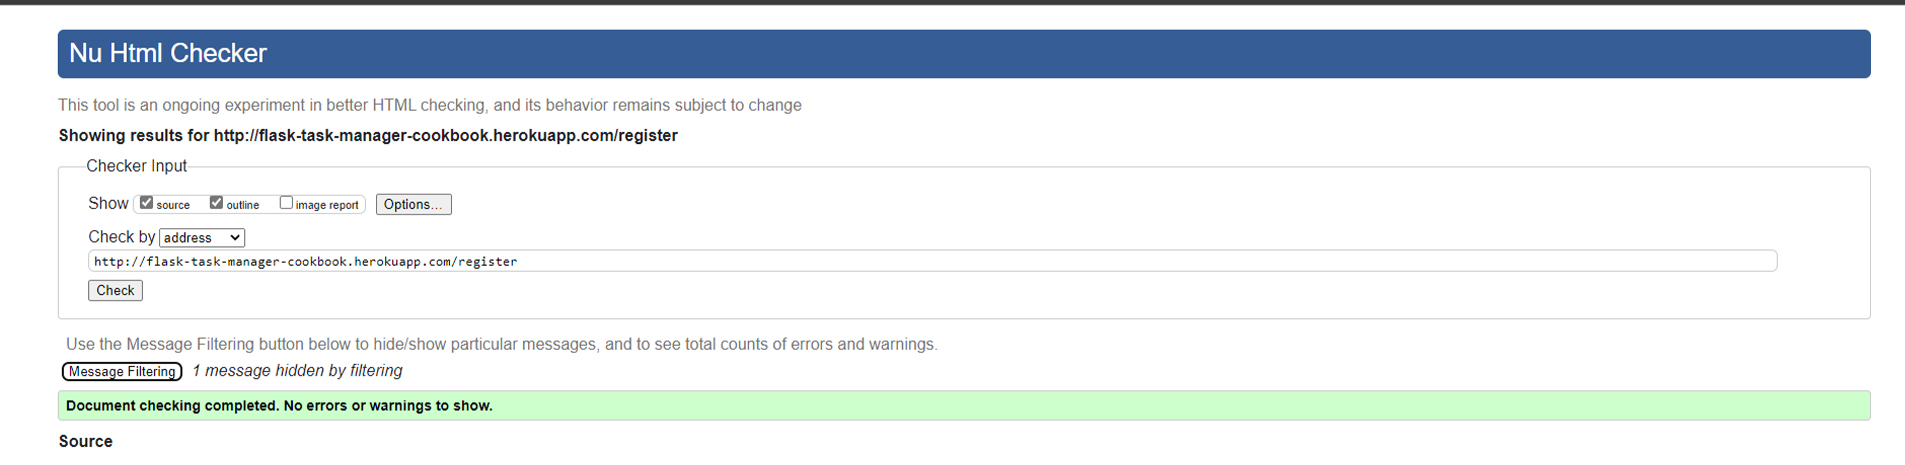 Nu Html Checker
This tool is an ongoing experiment in better HTML checking, and its behavior remains subject to change
Showing results for http://flask-task-manager-cookbook.herokuapp.com/register
Checker Input
Show source outline image report Options...
Check by address
http://flask-task-manager-cookbook.herokuapp.com/register
Check
Use the Message Filtering button below to hide/show particular messages, and to see total counts of errors and warnings.
Message Filtering 1 message hidden by filtering
Document checking completed. No errors or warnings to show.
Source